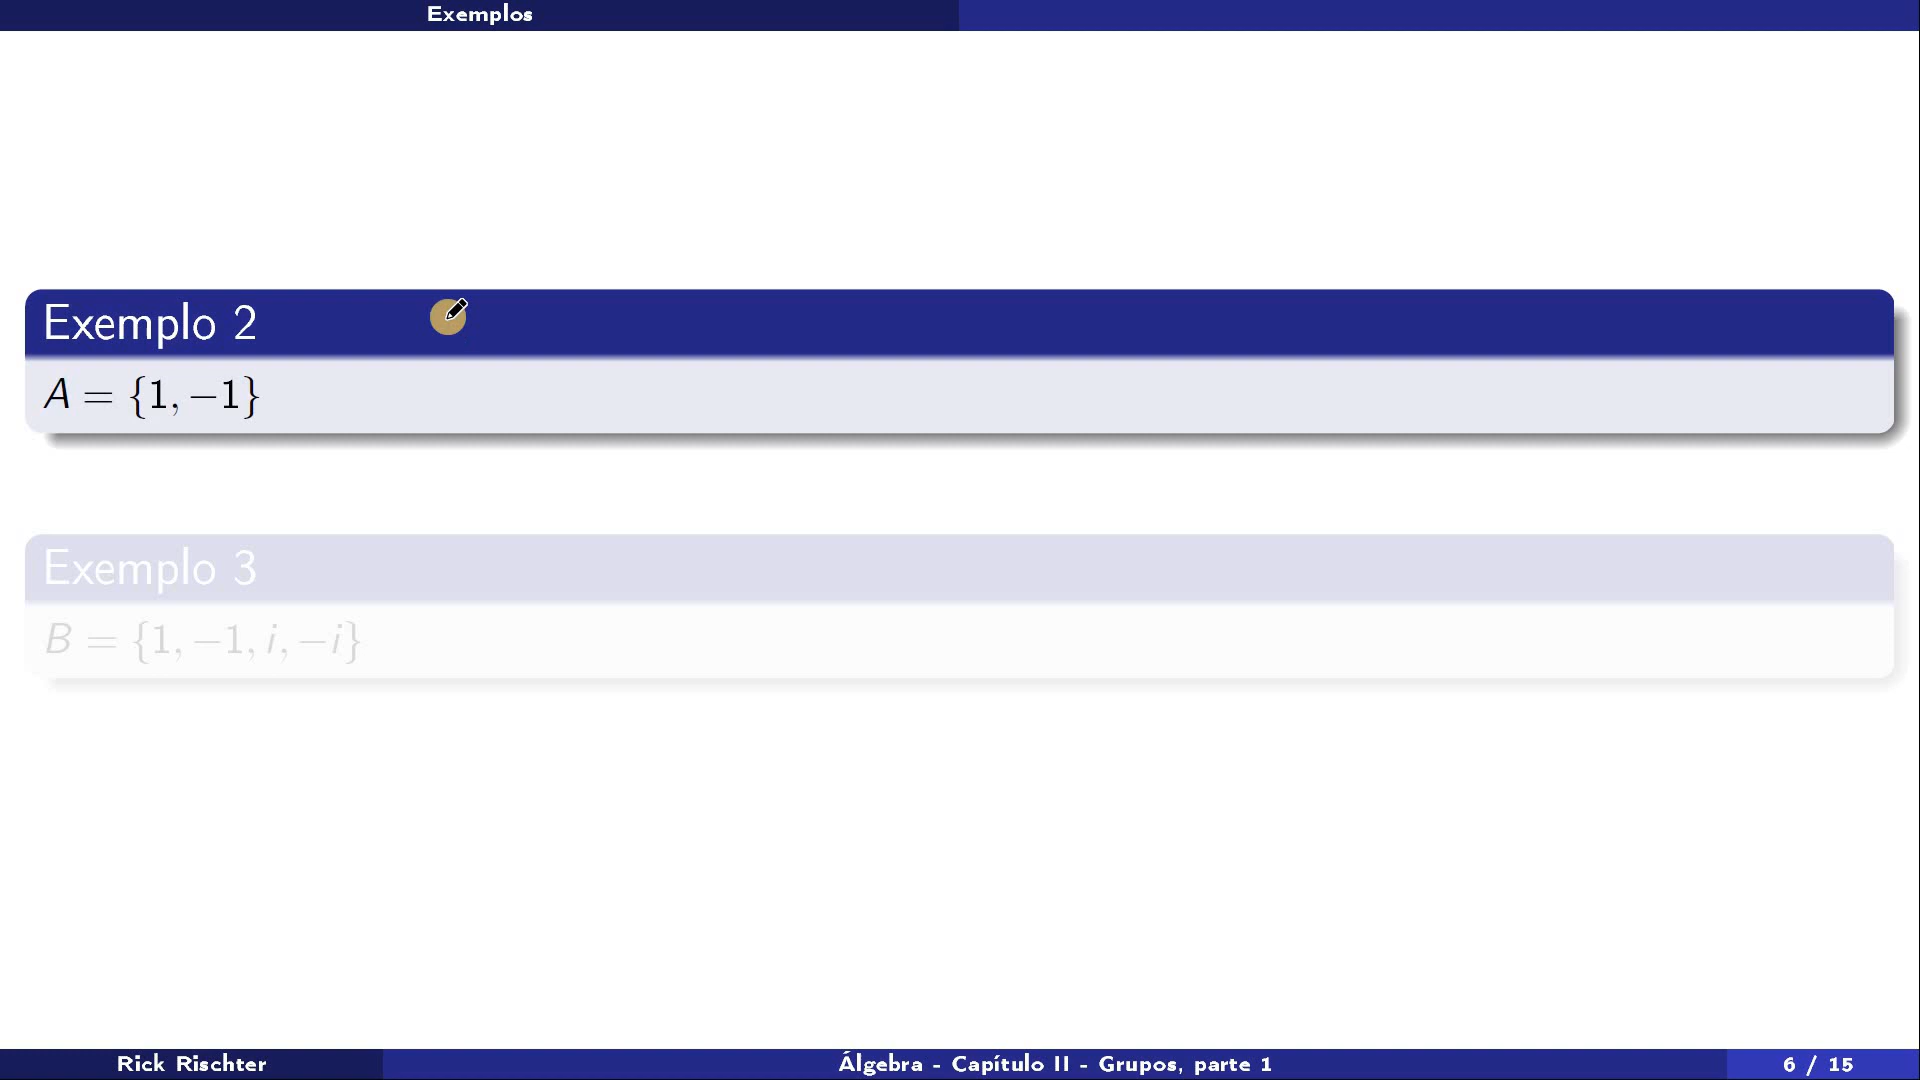 Exemplos
Exemplo 2
A = {1, −1}
Exemplo 3
B = {1, −1, i, −i}
Rick Rischter
Álgebra - Capítulo II - Grupos, parte 1
6 / 15